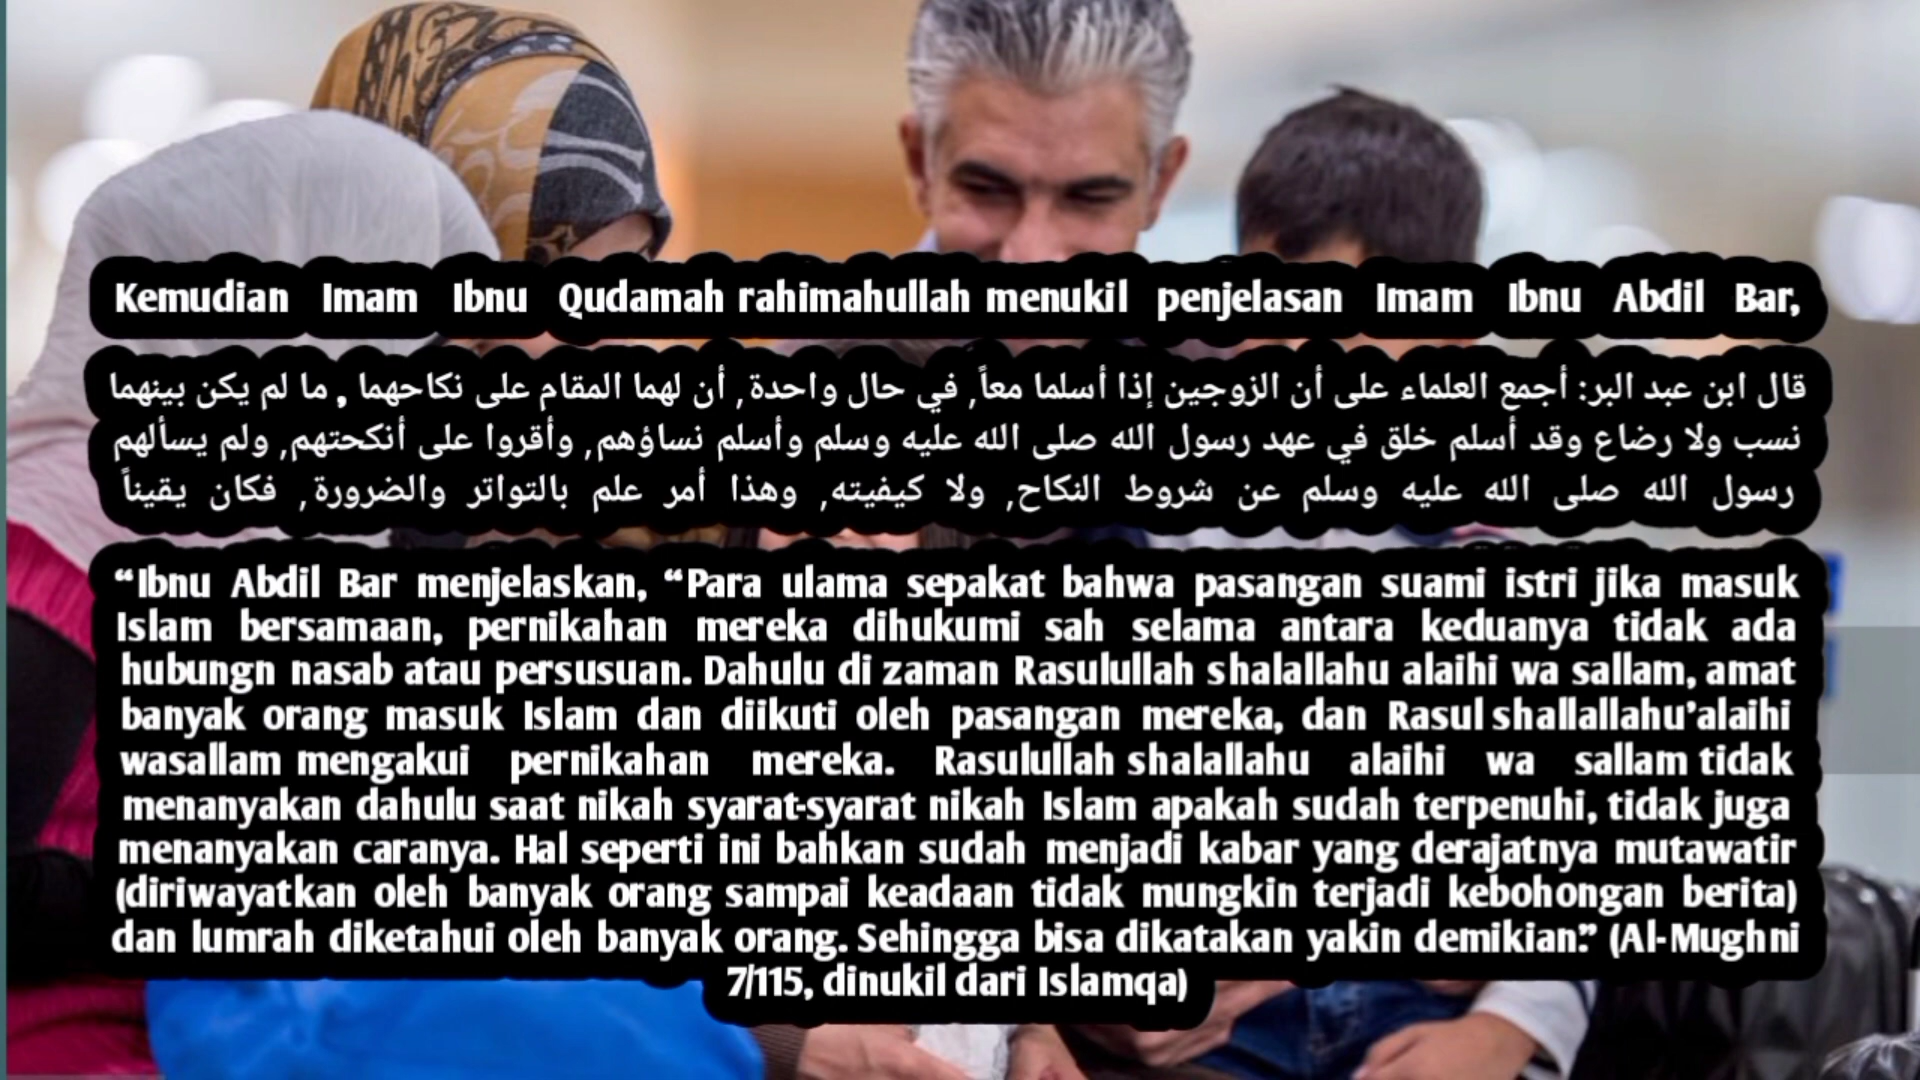 Kemudian Imam Ibnu Qudamah rahimahullah menukil penjelasan Imam Ibnu Abdil Bar,
قال ابن عبد البر: أجمع العلماء على أن الزوجين إذا أسلما معاً, في حال واحدة, أن لهما المقام على نكاحهما , ما لم يكن بينهما
نسب ولا رضاع وقد أسلم خلق في عهد رسول الله صلى الله عليه وسلم وأسلم نساؤهم, وأقروا على أنكحتهم, ولم يسألهم
رسول الله صلى الله عليه وسلم عن شروط النكاح, ولا كيفيته, وهذا أمر علم بالتواتر والضرورة, فكان يقيناً
“Ibnu Abdil Bar menjelaskan, “Para ulama sepakat bahwa pasangan suami istri jika masuk
Islam bersamaan, pernikahan mereka dihukumi sah selama antara keduanya tidak ada
hubungn nasab atau persusuan. Dahulu di zaman Rasulullah shalallahu alaihi wa sallam, amat
banyak orang masuk Islam dan diikuti oleh pasangan mereka, dan Rasul shallallahu’alaihi
wasallam mengakui pernikahan mereka. Rasulullah shalallahu alaihi wa sallam tidak
menanyakan dahulu saat nikah syarat-syarat nikah Islam apakah sudah terpenuhi, tidak juga
menanyakan caranya. Hal seperti ini bahkan sudah menjadi kabar yang derajatnya mutawatir
(diriwayatkan oleh banyak orang sampai keadaan tidak mungkin terjadi kebohongan berita)
dan lumrah diketahui oleh banyak orang. Sehingga bisa dikatakan yakin demikian.” (Al-Mughni
7/115, dinukil dari Islamqa)